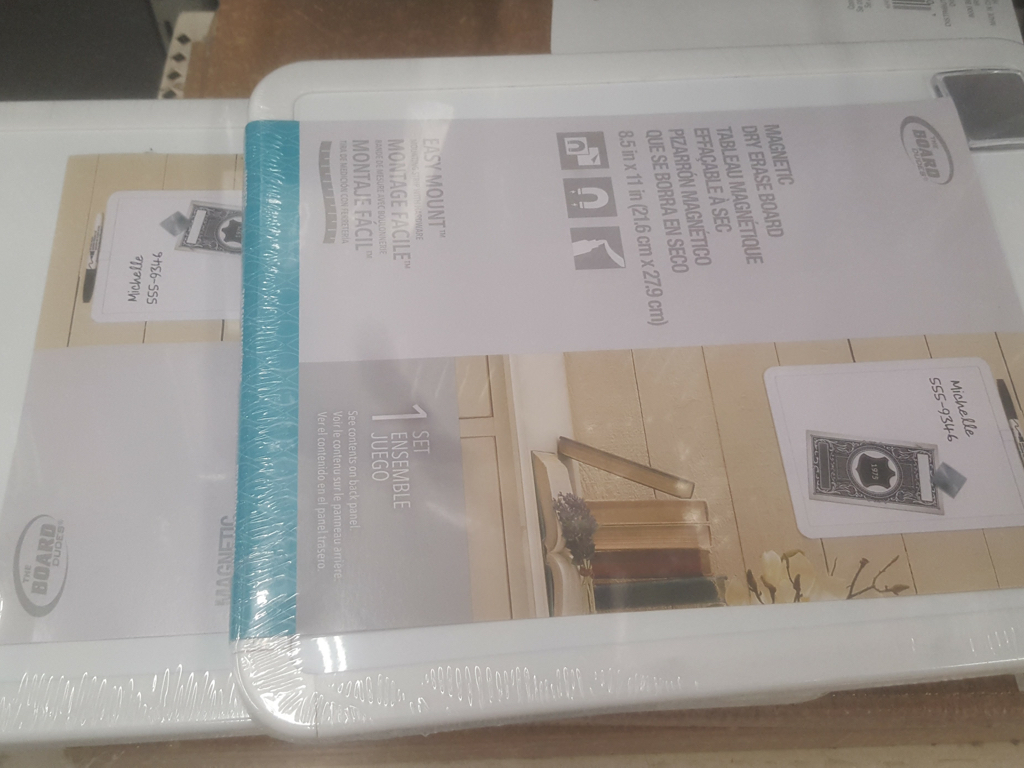 THE
BOARD
DUDES
MAGNETIC
DRY ERASE BOARD
TABLEAU MAGNÉTIQUE
EFFAÇABLE À SEC
PIZARRÓN MAGNÉTICO
QUE SE BORRA EN SECO
8.5 in x 11 in (21.6 cm x 27.9 cm)
EASY MOUNT™
MONTAGE FACILE™
MONTAJE FÁCIL™
1 SET
ENSEMBLE
JUEGO
See contents on back panel.
Voir le contenu sur le panneau arrière.
Ver el contenido en el panel trasero.
Michelle
555-9346
1973
Michelle
555-9346
THE
BOARD
DUDES
MAGNETIC